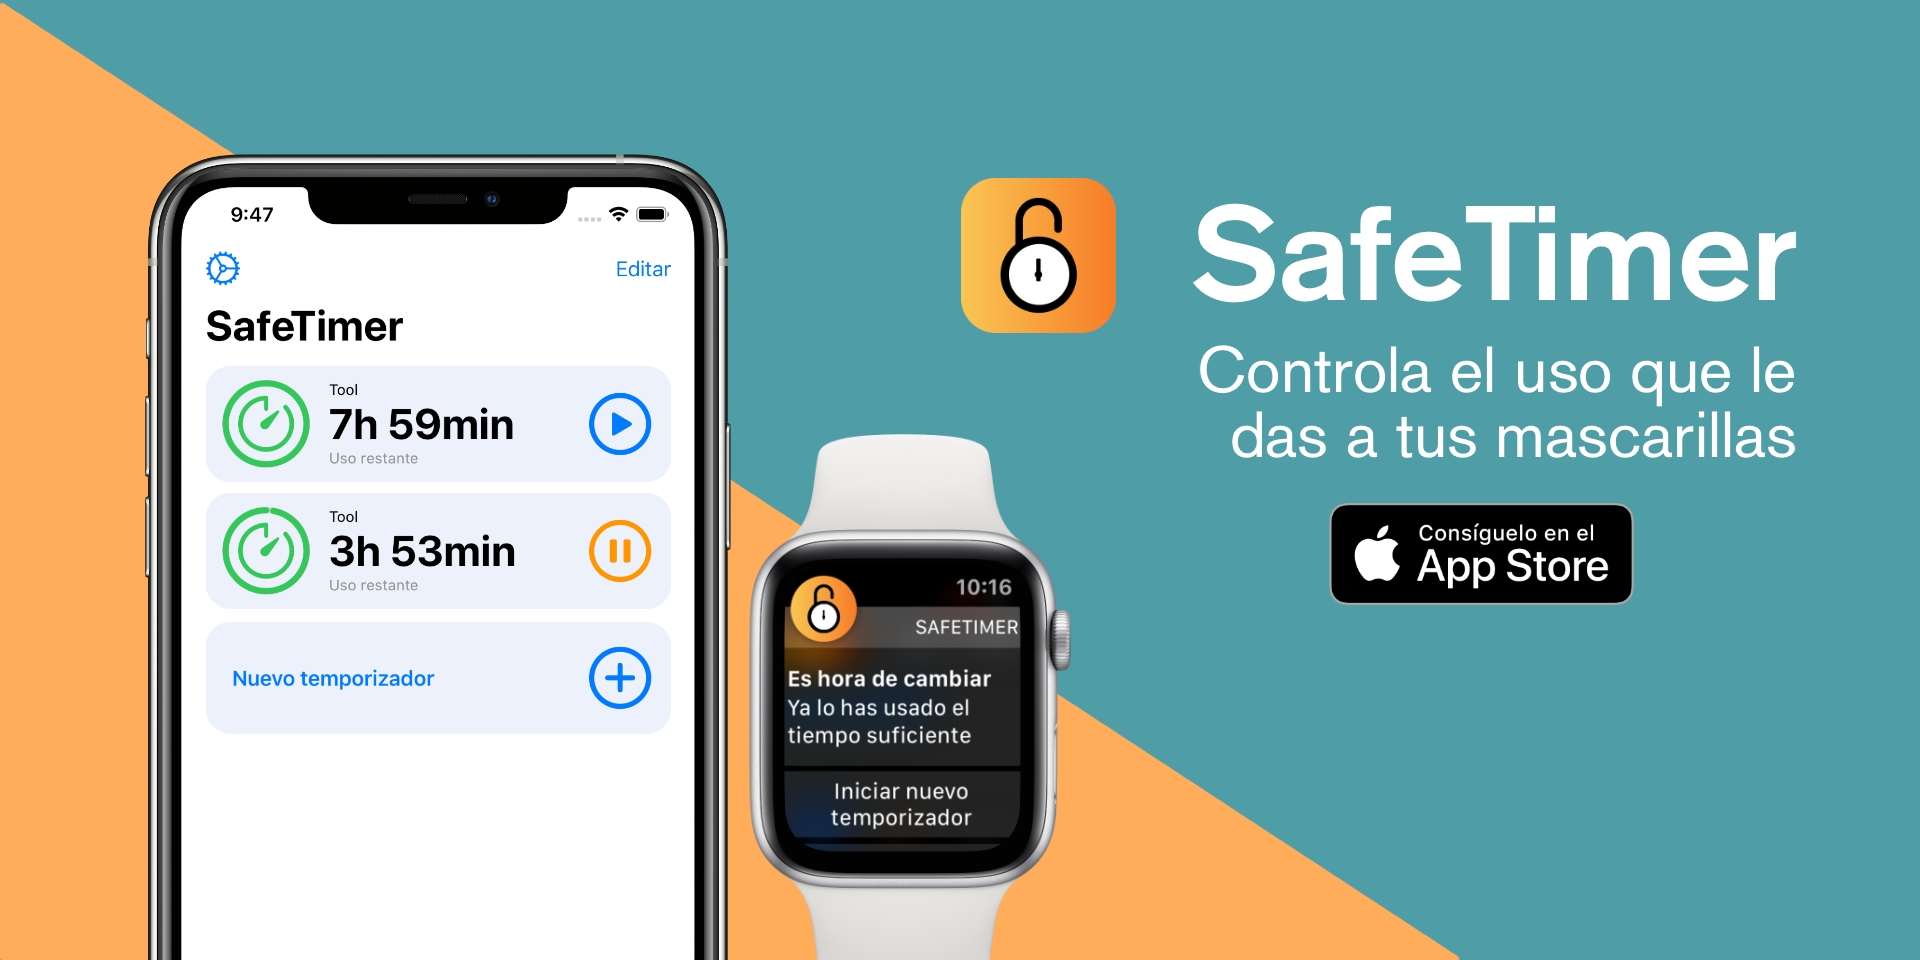 9:47
Editar
SafeTimer
Tool
7h 59min
Uso restante
Tool
3h 53min
Uso restante
Nuevo temporizador
10:16
SAFETIMER
Es hora de cambiar
Ya lo has usado el
tiempo suficiente
Iniciar nuevo
temporizador
SafeTimer
Controla el uso que le
das a tus mascarillas
Consíguelo en el
App Store